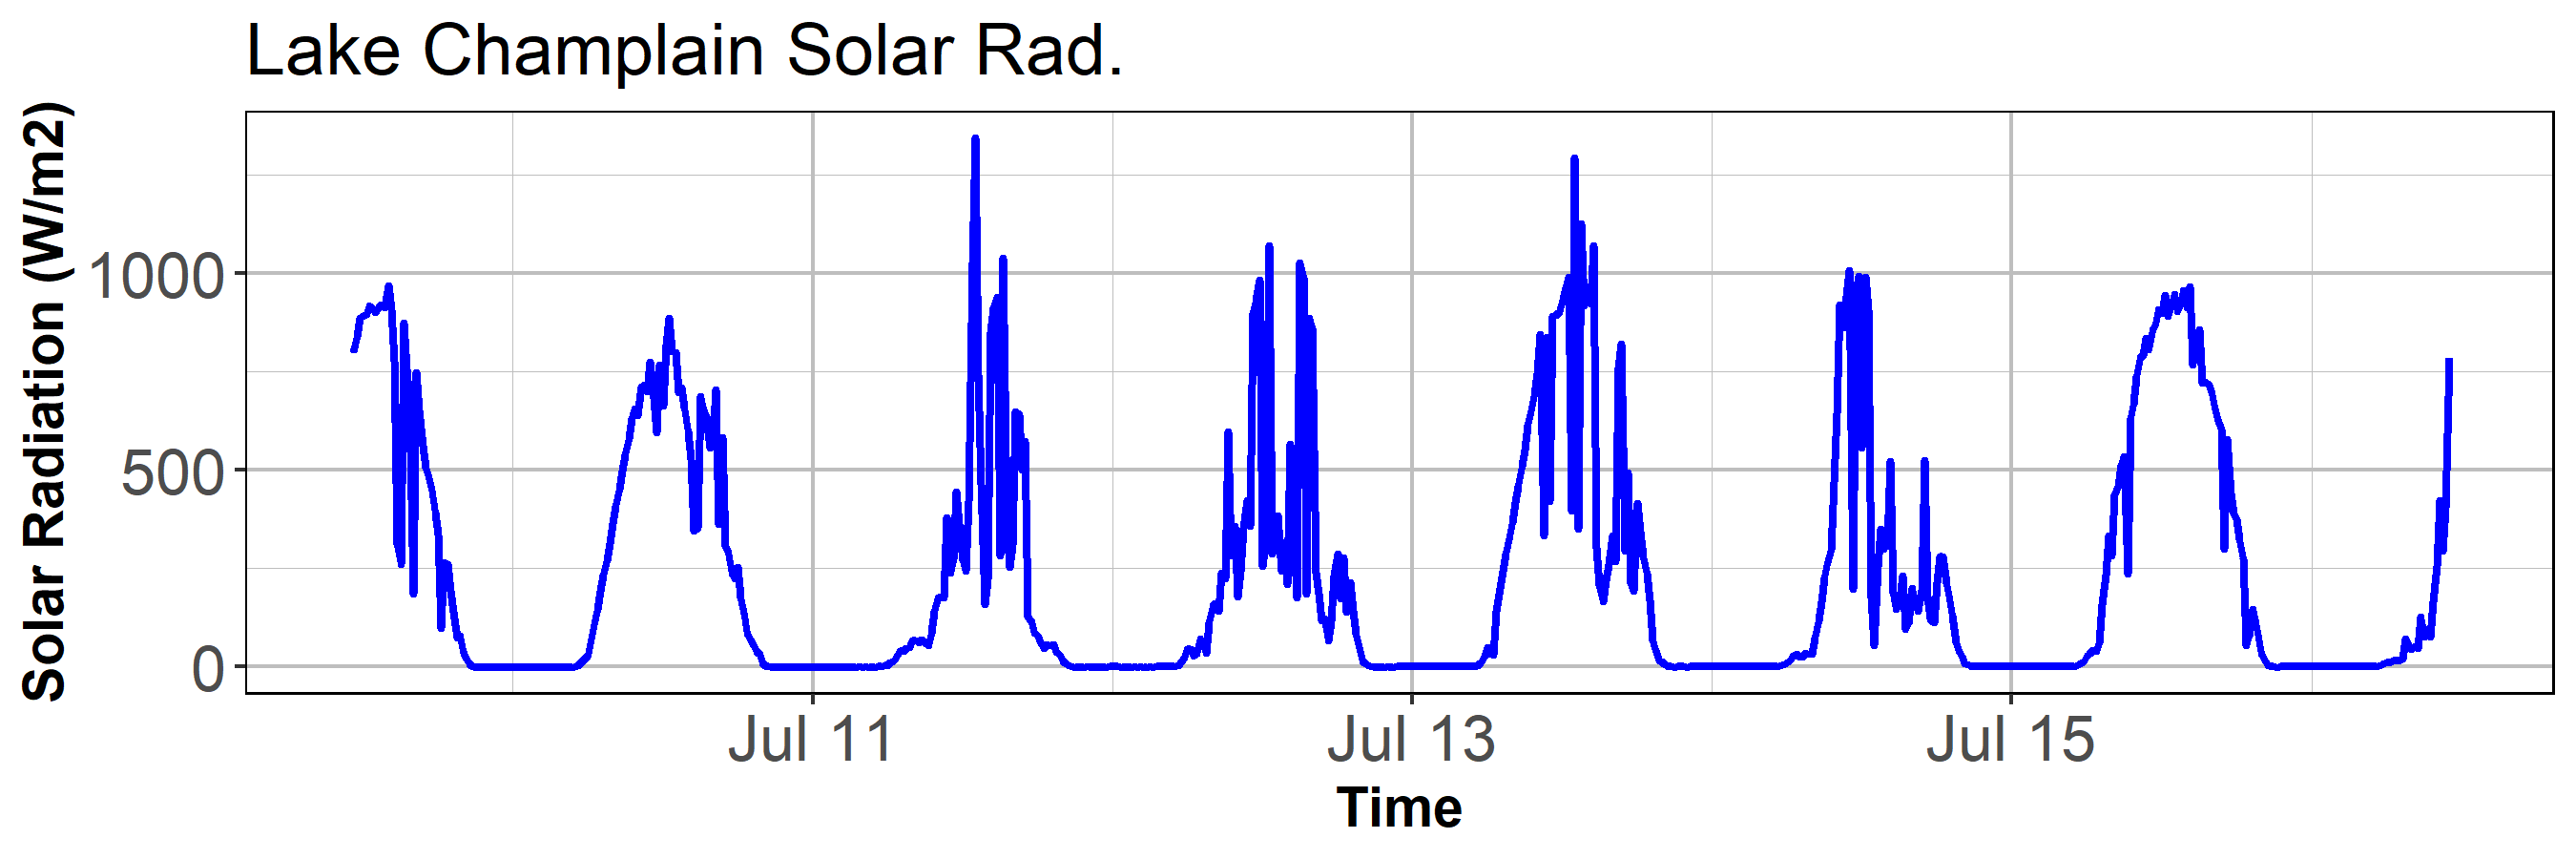 Lake Champlain Solar Rad.
Solar Radiation (W/m2)
1000
500
0
Jul 11
Jul 13
Jul 15
Time